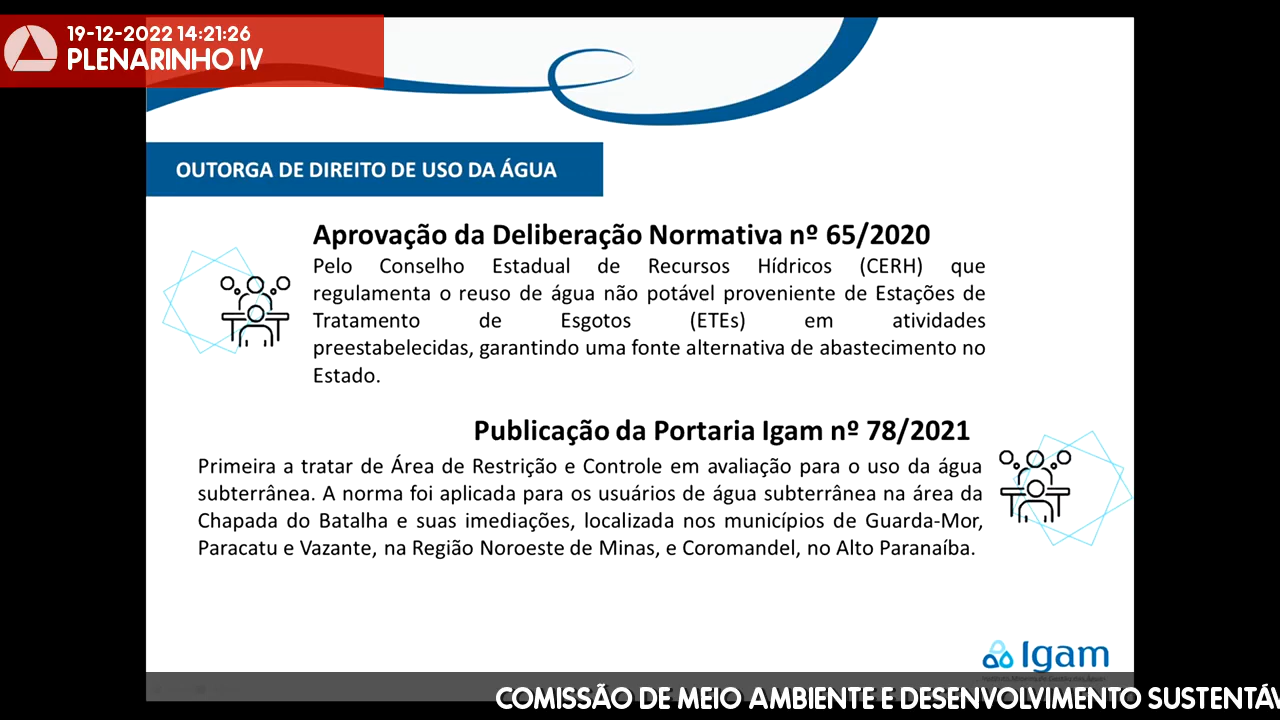 19-12-2022 14:21:26
PLENARINHO IV
OUTORGA DE DIREITO DE USO DA ÁGUA
Aprovação da Deliberação Normativa nº 65/2020
Pelo Conselho Estadual de Recursos Hídricos (CERH) que
regulamenta o reuso de água não potável proveniente de Estações de
Tratamento de Esgotos (ETEs) em atividades
preestabelecidas, garantindo uma fonte alternativa de abastecimento no
Estado.
Publicação da Portaria Igam nº 78/2021
Primeira a tratar de Área de Restrição e Controle em avaliação para o uso da água
subterrânea. A norma foi aplicada para os usuários de água subterrânea na área da
Chapada do Batalha e suas imediações, localizada nos municípios de Guarda-Mor,
Paracatu e Vazante, na Região Noroeste de Minas, e Coromandel, no Alto Paranaíba.
Igam
COMISSÃO DE MEIO AMBIENTE E DESENVOLVIMENTO SUSTENTÁV